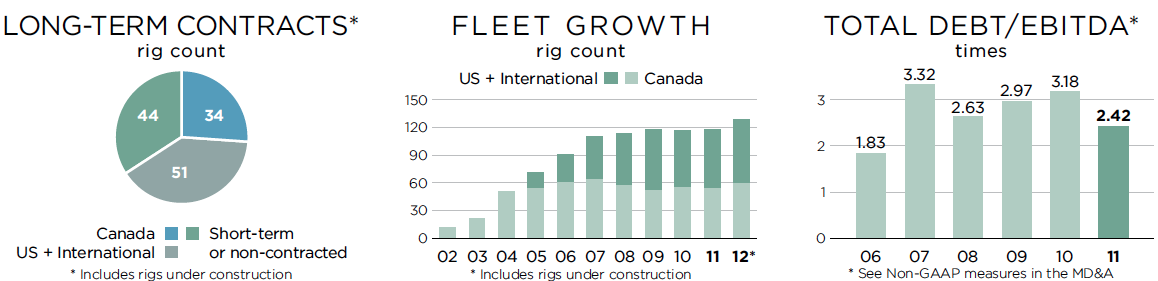 LONG-TERM CONTRACTS*
rig count
44
34
51
Canada
Short-term
US + International
or non-contracted
* Includes rigs under construction
FLEET GROWTH
rig count
US + International
Canada
150
120
90
60
30
0
02 03 04 05 06 07 08 09 10 11 12*
* Includes rigs under construction
TOTAL DEBT/EBITDA*
times
3
2
1
0
1.83
3.32
2.63
2.97
3.18
2.42
06 07 08 09 10 11
* See Non-GAAP measures in the MD&A